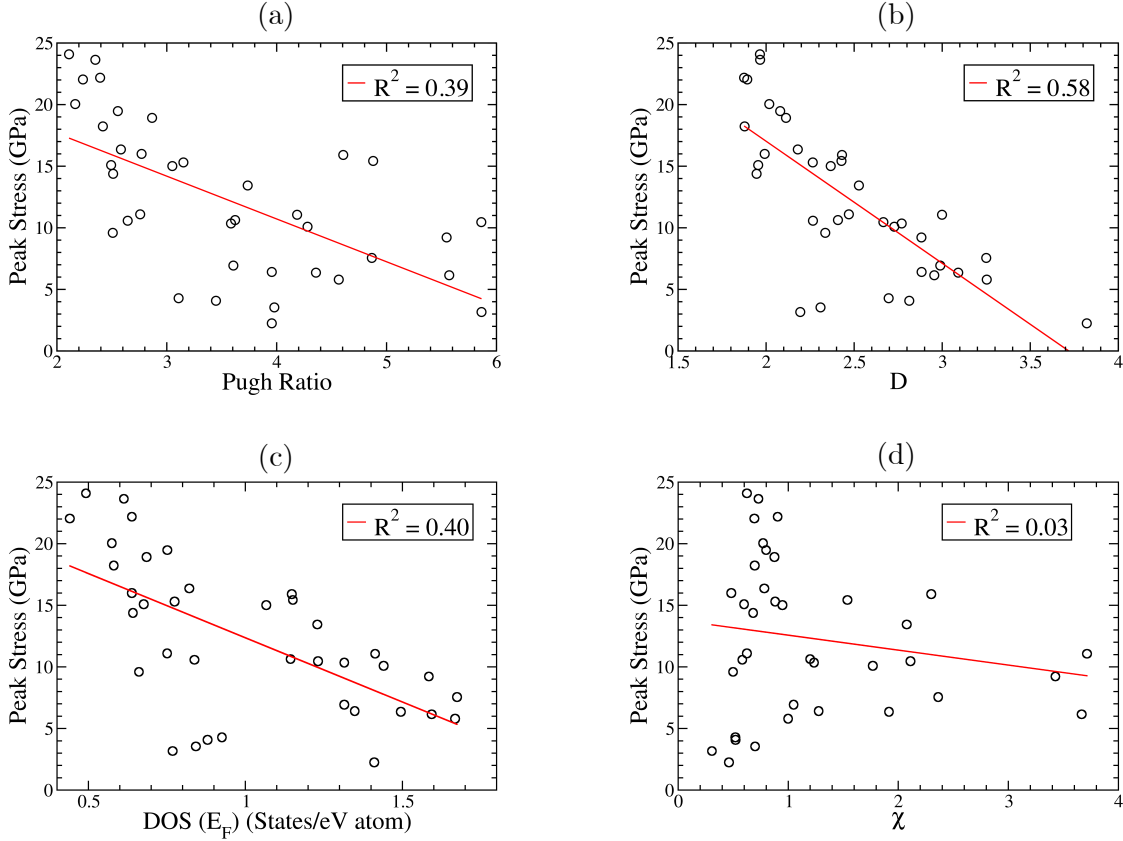 (a)
Peak Stress (GPa)
25
20
15
10
5
0
2
3
4
5
6
Pugh Ratio
R² = 0.39
(b)
Peak Stress (GPa)
25
20
15
10
5
0
1.5
2
2.5
3
3.5
4
D
R² = 0.58
(c)
Peak Stress (GPa)
25
20
15
10
5
0
0.5
1
1.5
DOS (E_F) (States/eV atom)
R² = 0.40
(d)
Peak Stress (GPa)
25
20
15
10
5
0
0
1
2
3
4
χ
R² = 0.03